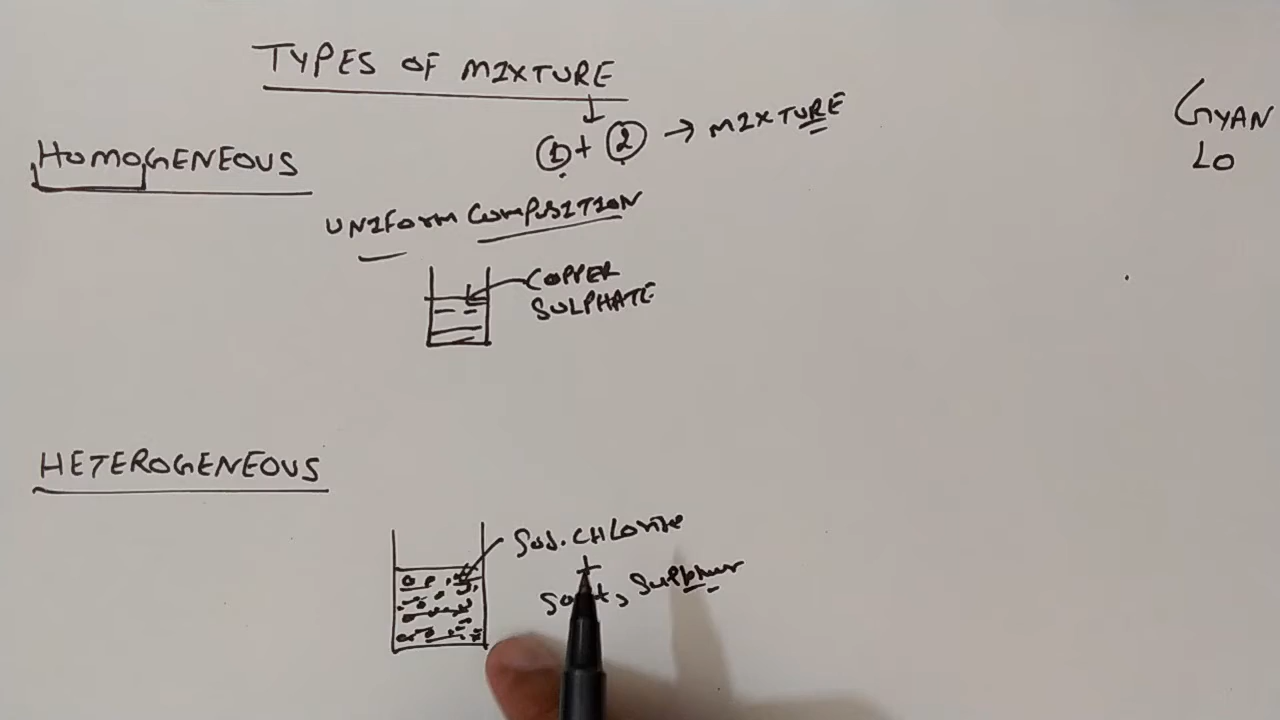 TYPES OF MIXTURE
1 + 2 → MIXTURE
HOMOGENEOUS
UNIFORM COMPOSITION
COPPER
SULPHATE
HETEROGENEOUS
SOD. CHLORIDE
+
Sulphur
GYAN
LO